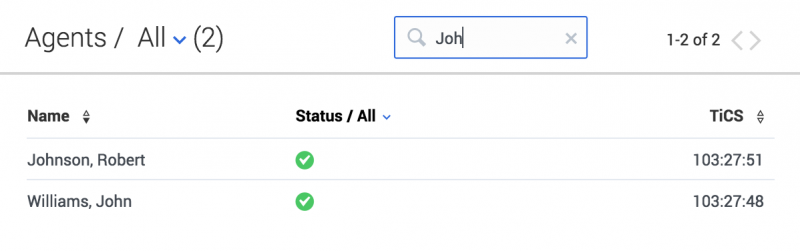 Agents / All (2)
Joh
1-2 of 2
Name Status / All TiCS
Johnson, Robert 103:27:51
Williams, John 103:27:48